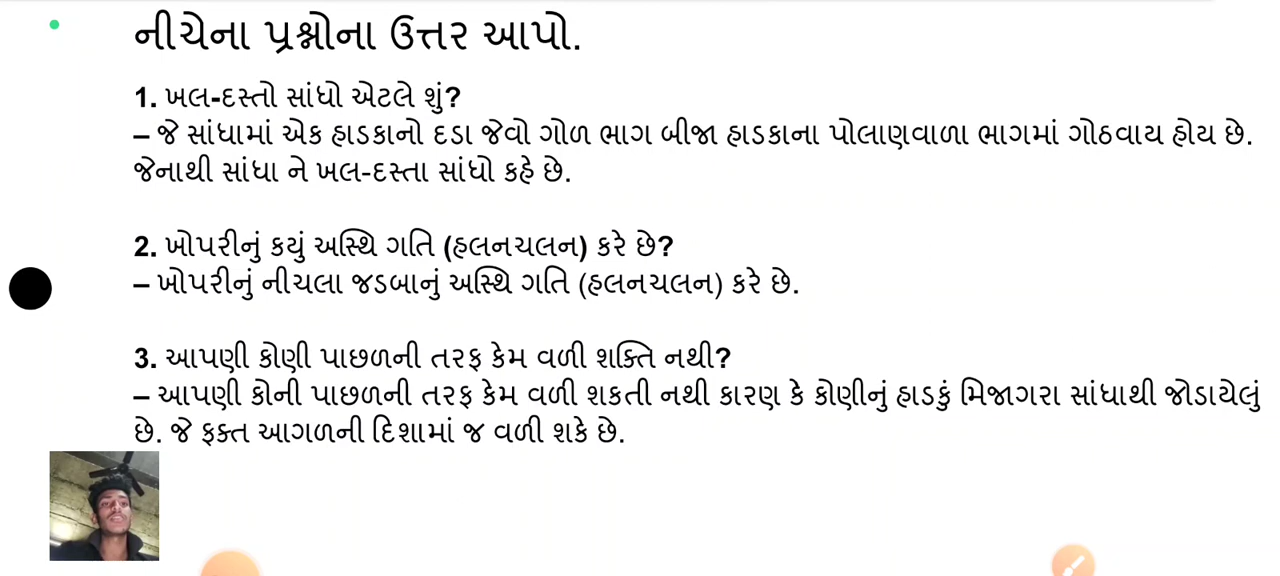 નીચેના પ્રશ્નોના ઉત્તર આપો.
1. ખલ-દસ્તો સાંધો એટલે શું?
– જે સાંધામાં એક હાડકાનો દડા જેવો ગોળ ભાગ બીજા હાડકાના પોલાણવાળા ભાગમાં ગોઠવાય હોય છે.
જેનાથી સાંધા ને ખલ-દસ્તા સાંધો કહે છે.
2. ખોપરીનું કયું અસ્થિ ગતિ (હલનચલન) કરે છે?
– ખોપરીનું નીચલા જડબાનું અસ્થિ ગતિ (હલનચલન) કરે છે.
3. આપણી કોણી પાછળની તરફ કેમ વળી શક્તિ નથી?
– આપણી કોની પાછળની તરફ કેમ વળી શકતી નથી કારણ કે કોણીનું હાડકું મિજાગરા સાંધાથી જોડાયેલું
છે. જે ફક્ત આગળની દિશામાં જ વળી શકે છે.